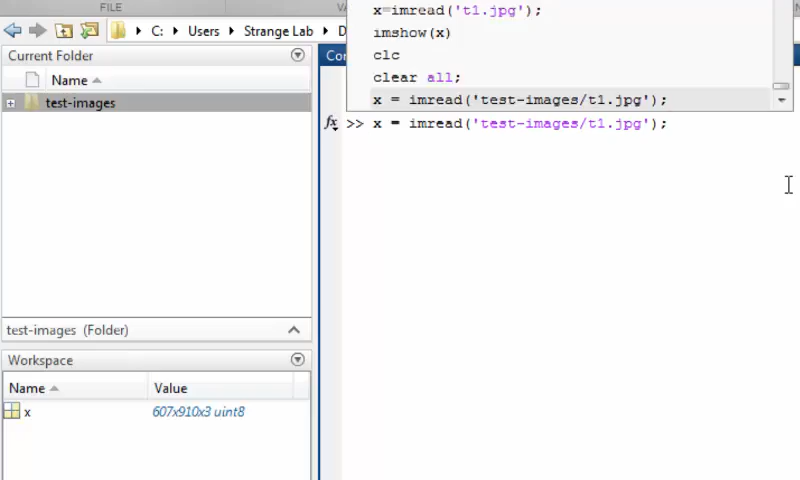 FILE
C: Users Strange Lab
Current Folder
Name
test-images
test-images (Folder)
Workspace
Name Value
x 607x910x3 uint8
x=imread('t1.jpg');
imshow(x)
clc
clear all;
x = imread('test-images/t1.jpg');
fx >> x = imread('test-images/t1.jpg');